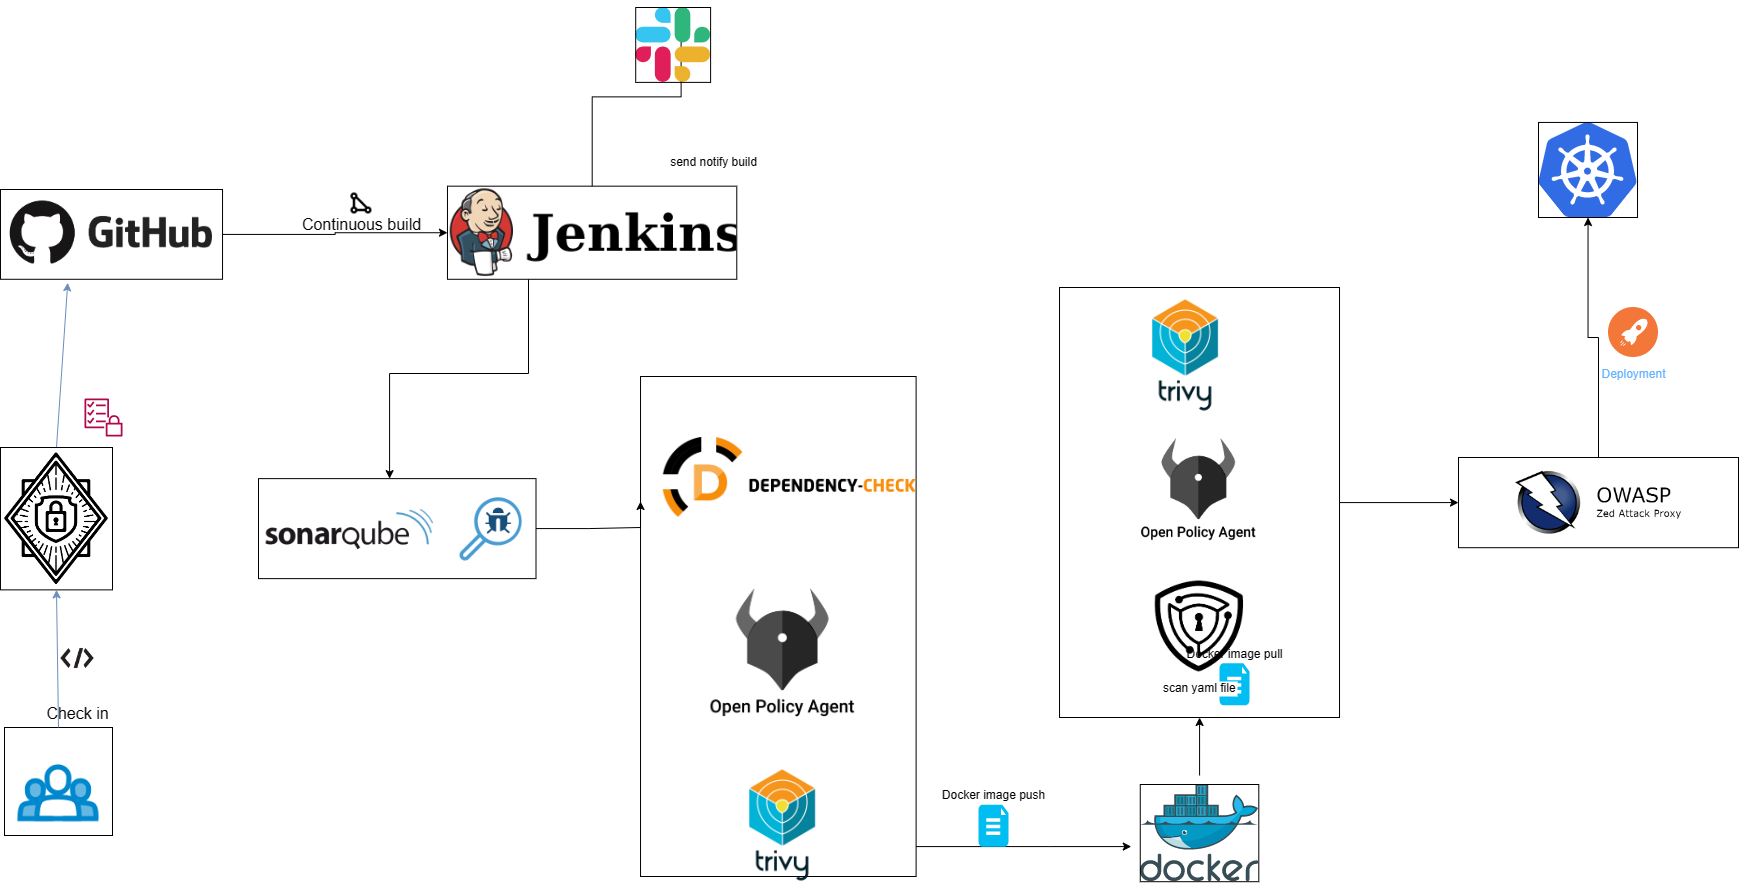 send notify build
GitHub
Continuous build
Jenkins
trivy
Deployment
DEPENDENCY-CHECK
sonarqube
Open Policy Agent
OWASP
Zed Attack Proxy
Docker image pull
scan yaml file
</>
Check in
Open Policy Agent
trivy
Docker image push
docker